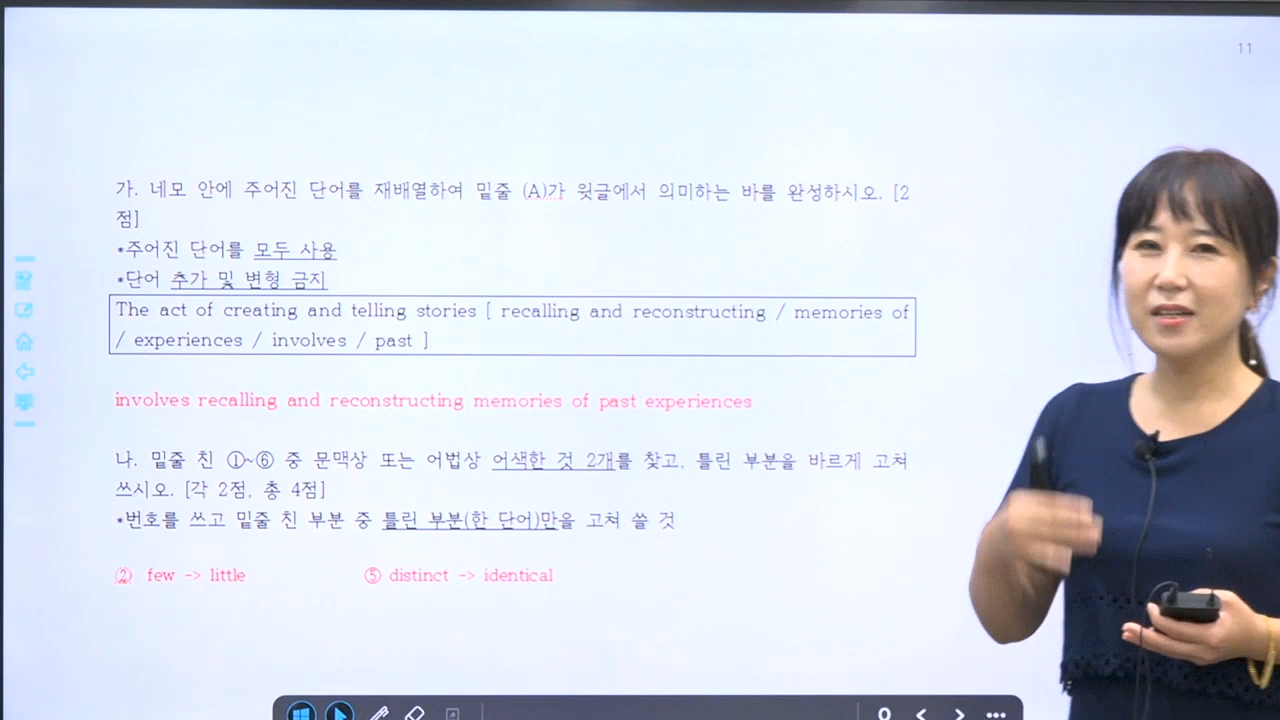 11
가. 네모 안에 주어진 단어를 재배열하여 밑줄 (A)가 윗글에서 의미하는 바를 완성하시오. [2
점]
*주어진 단어를 모두 사용
*단어 추가 및 변형 금지
The act of creating and telling stories [ recalling and reconstructing / memories of
/ experiences / involves / past ]
involves recalling and reconstructing memories of past experiences
나. 밑줄 친 ①~⑥ 중 문맥상 또는 어법상 어색한 것 2개를 찾고, 틀린 부분을 바르게 고쳐
쓰시오. [각 2점, 총 4점]
*번호를 쓰고 밑줄 친 부분 중 틀린 부분(한 단어)만을 고쳐 쓸 것
② few -> little ⑤ distinct -> identical